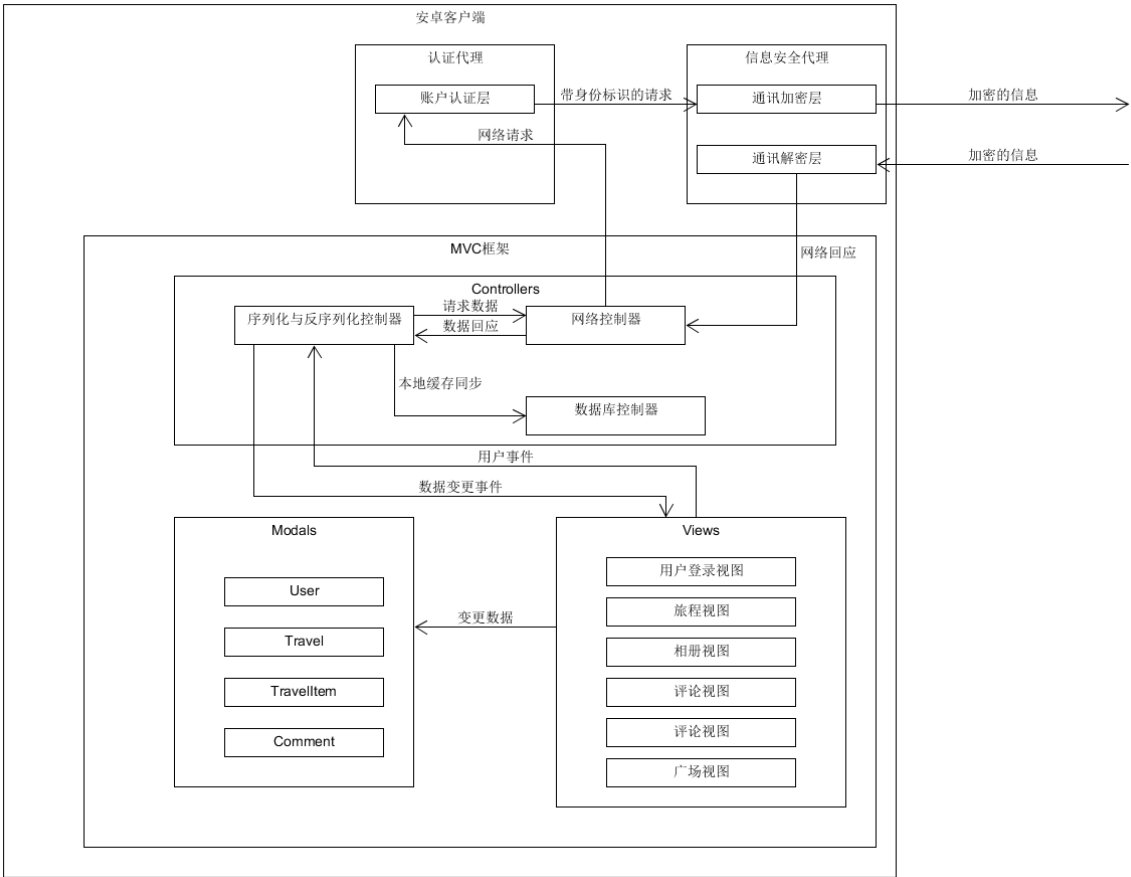 安卓客户端
认证代理
信息安全代理
账户认证层
带身份标识的请求
通讯加密层
加密的信息
网络请求
通讯解密层
加密的信息
MVC框架
网络回应
Controllers
序列化与反序列化控制器
请求数据
数据回应
网络控制器
本地缓存同步
数据库控制器
用户事件
数据变更事件
Modals
User
Travel
TravelItem
Comment
变更数据
Views
用户登录视图
旅程视图
相册视图
评论视图
评论视图
广场视图